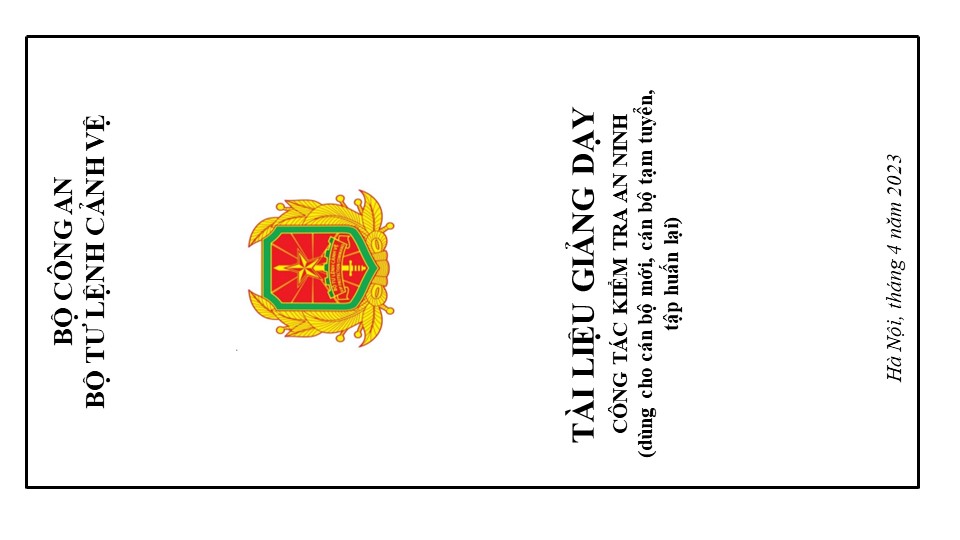 BỘ CÔNG AN
BỘ TƯ LỆNH CẢNH VỆ
BỘ TƯ LỆNH CẢNH VỆ
VIP PROTECTION COMMAND
TÀI LIỆU GIẢNG DẠY
CÔNG TÁC KIỂM TRA AN NINH
(dùng cho cán bộ mới, cán bộ tạm tuyển,
tập huấn lại)
Hà Nội, tháng 4 năm 2023